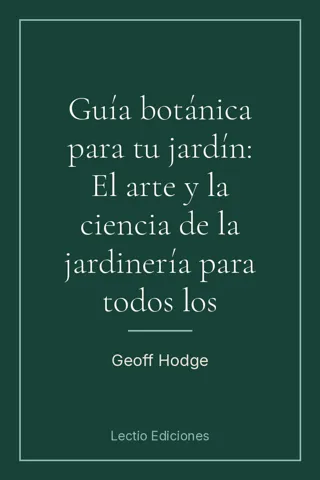 Guía botánica
para tu jardín:
El arte y la
ciencia de la
jardinería para
todos los
Geoff Hodge
Lectio Ediciones